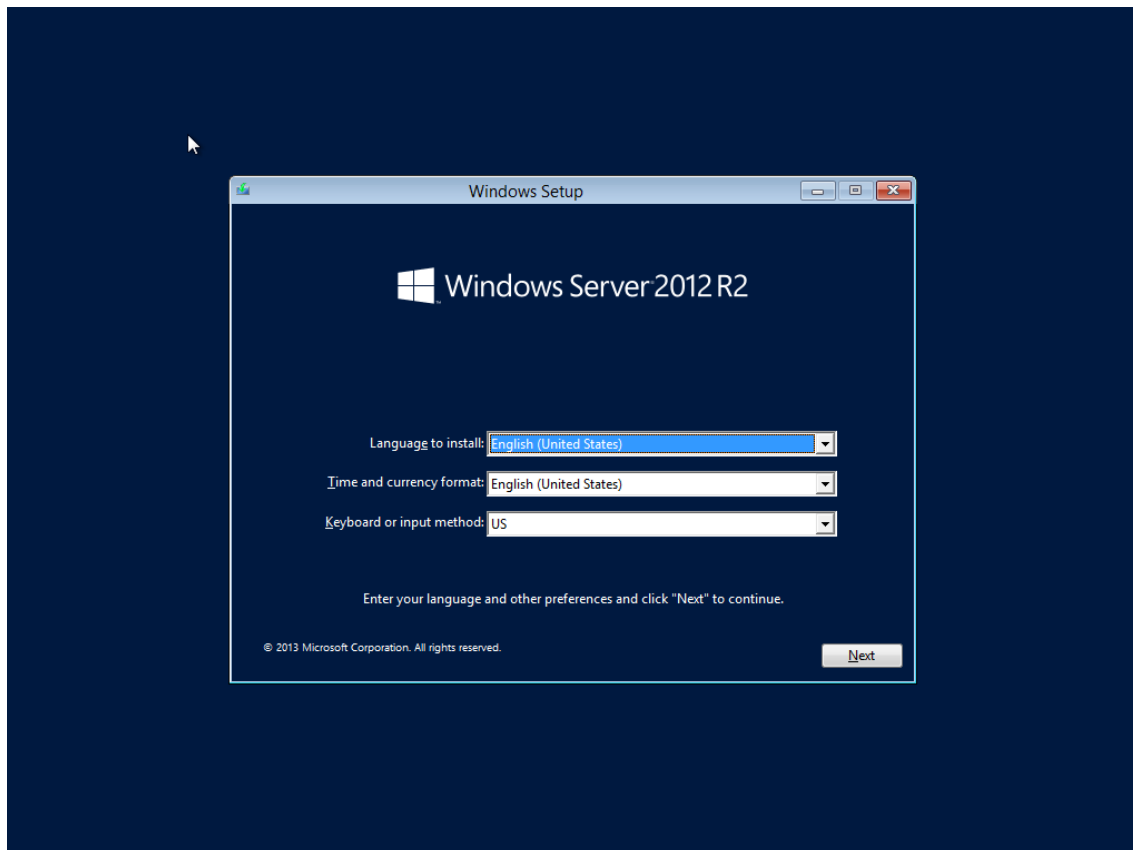 Windows Setup
Windows Server 2012 R2
Language to install: English (United States)
Time and currency format: English (United States)
Keyboard or input method: US
Enter your language and other preferences and click "Next" to continue.
© 2013 Microsoft Corporation. All rights reserved.
Next